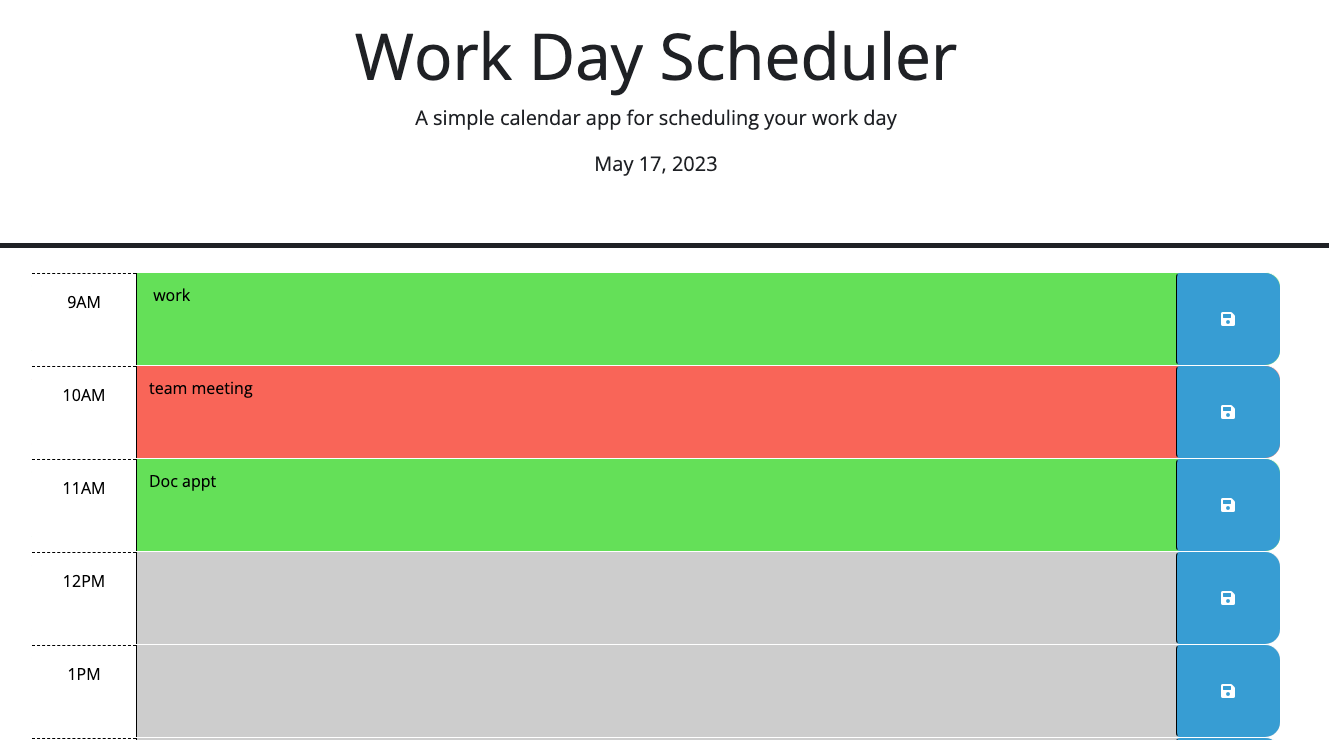 Work Day Scheduler
A simple calendar app for scheduling your work day
May 17, 2023
9AM
work
10AM
team meeting
11AM
Doc appt
12PM
1PM